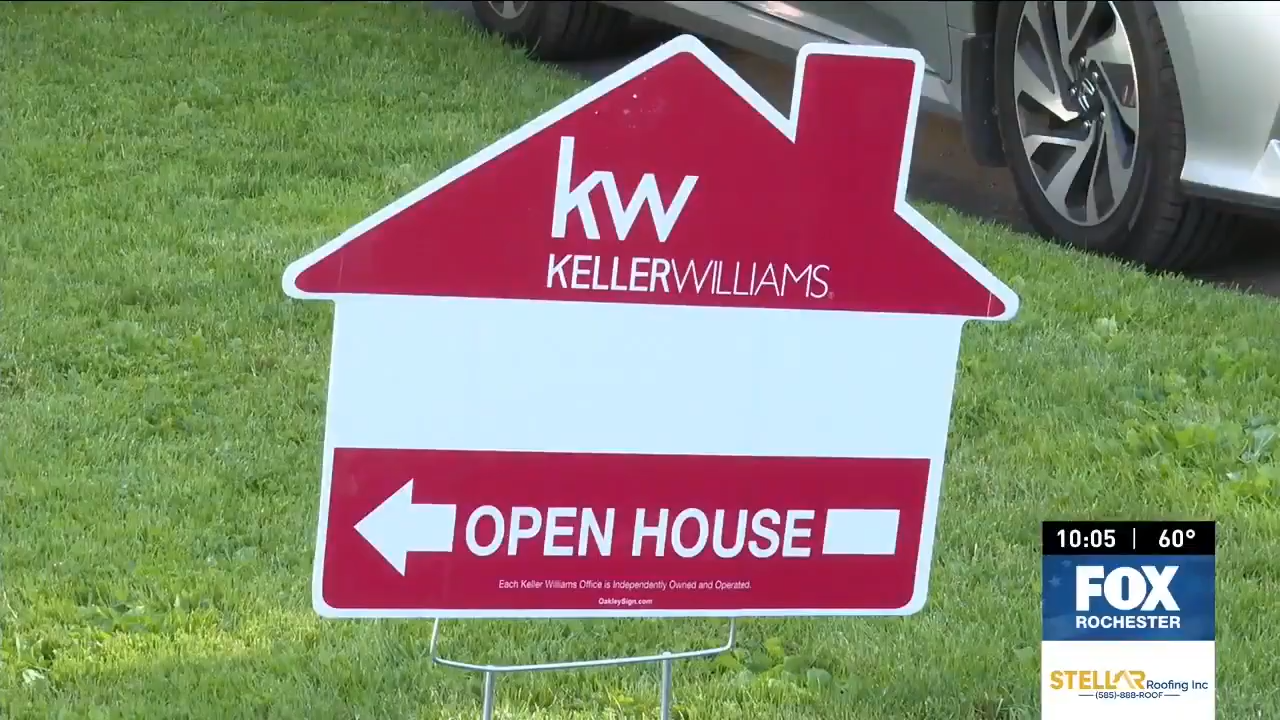 kw
KELLERWILLIAMS
OPEN HOUSE
Each Keller Williams Office is Independently Owned and Operated.
OakleySign.com
10:05 | 60°
FOX
ROCHESTER
STELLAR Roofing Inc
(585)-888-ROOF